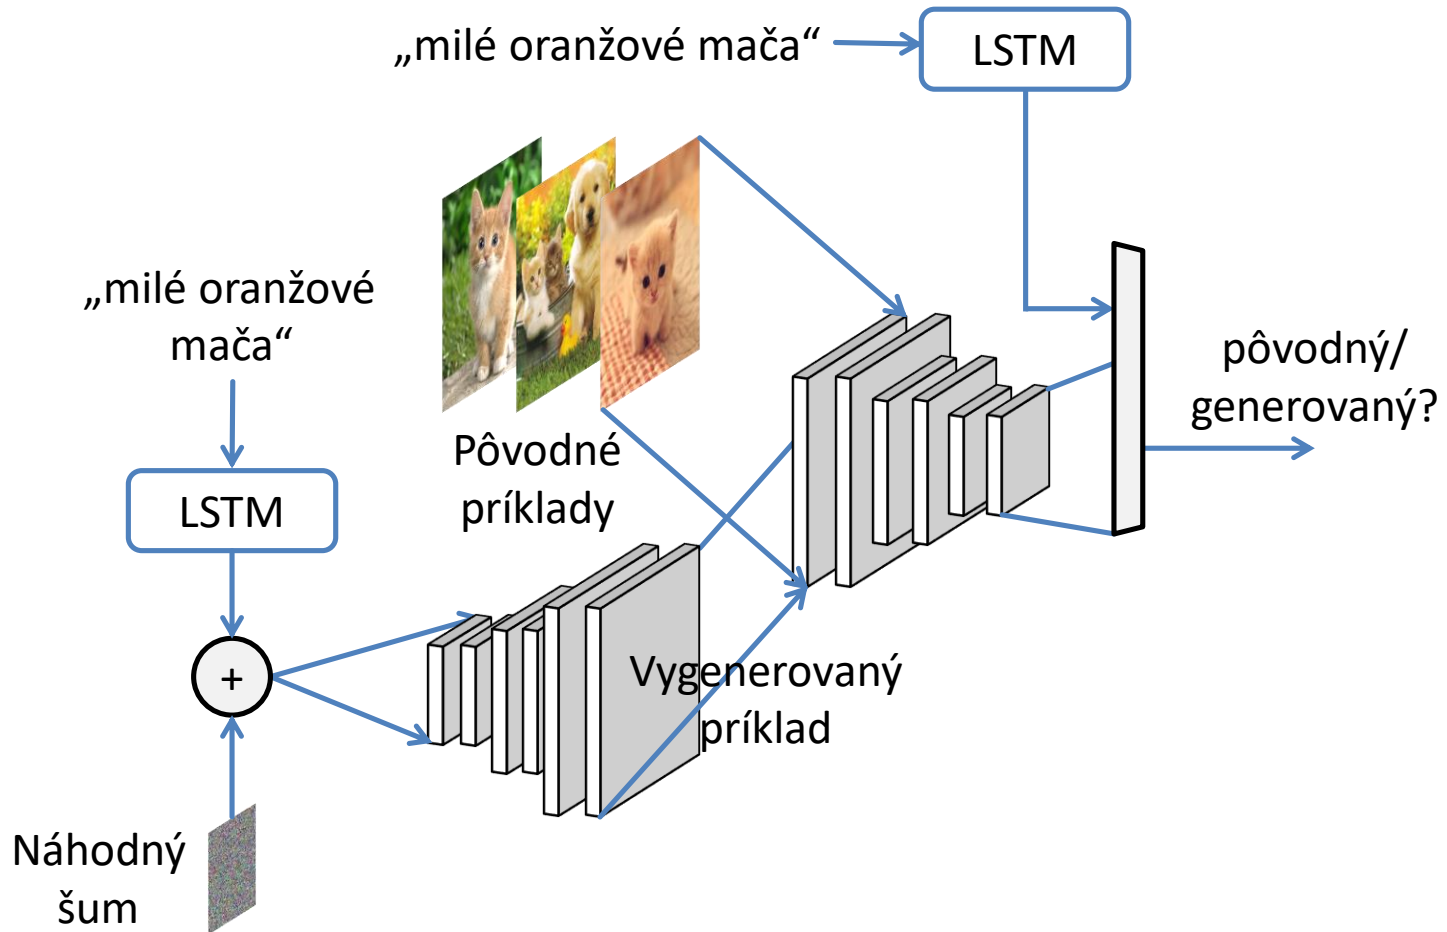 „milé oranžové mača“
LSTM
„milé oranžové
mača“
LSTM
+
Náhodný
šum
Pôvodné
príklady
Vygenerovaný
príklad
pôvodný/
generovaný?